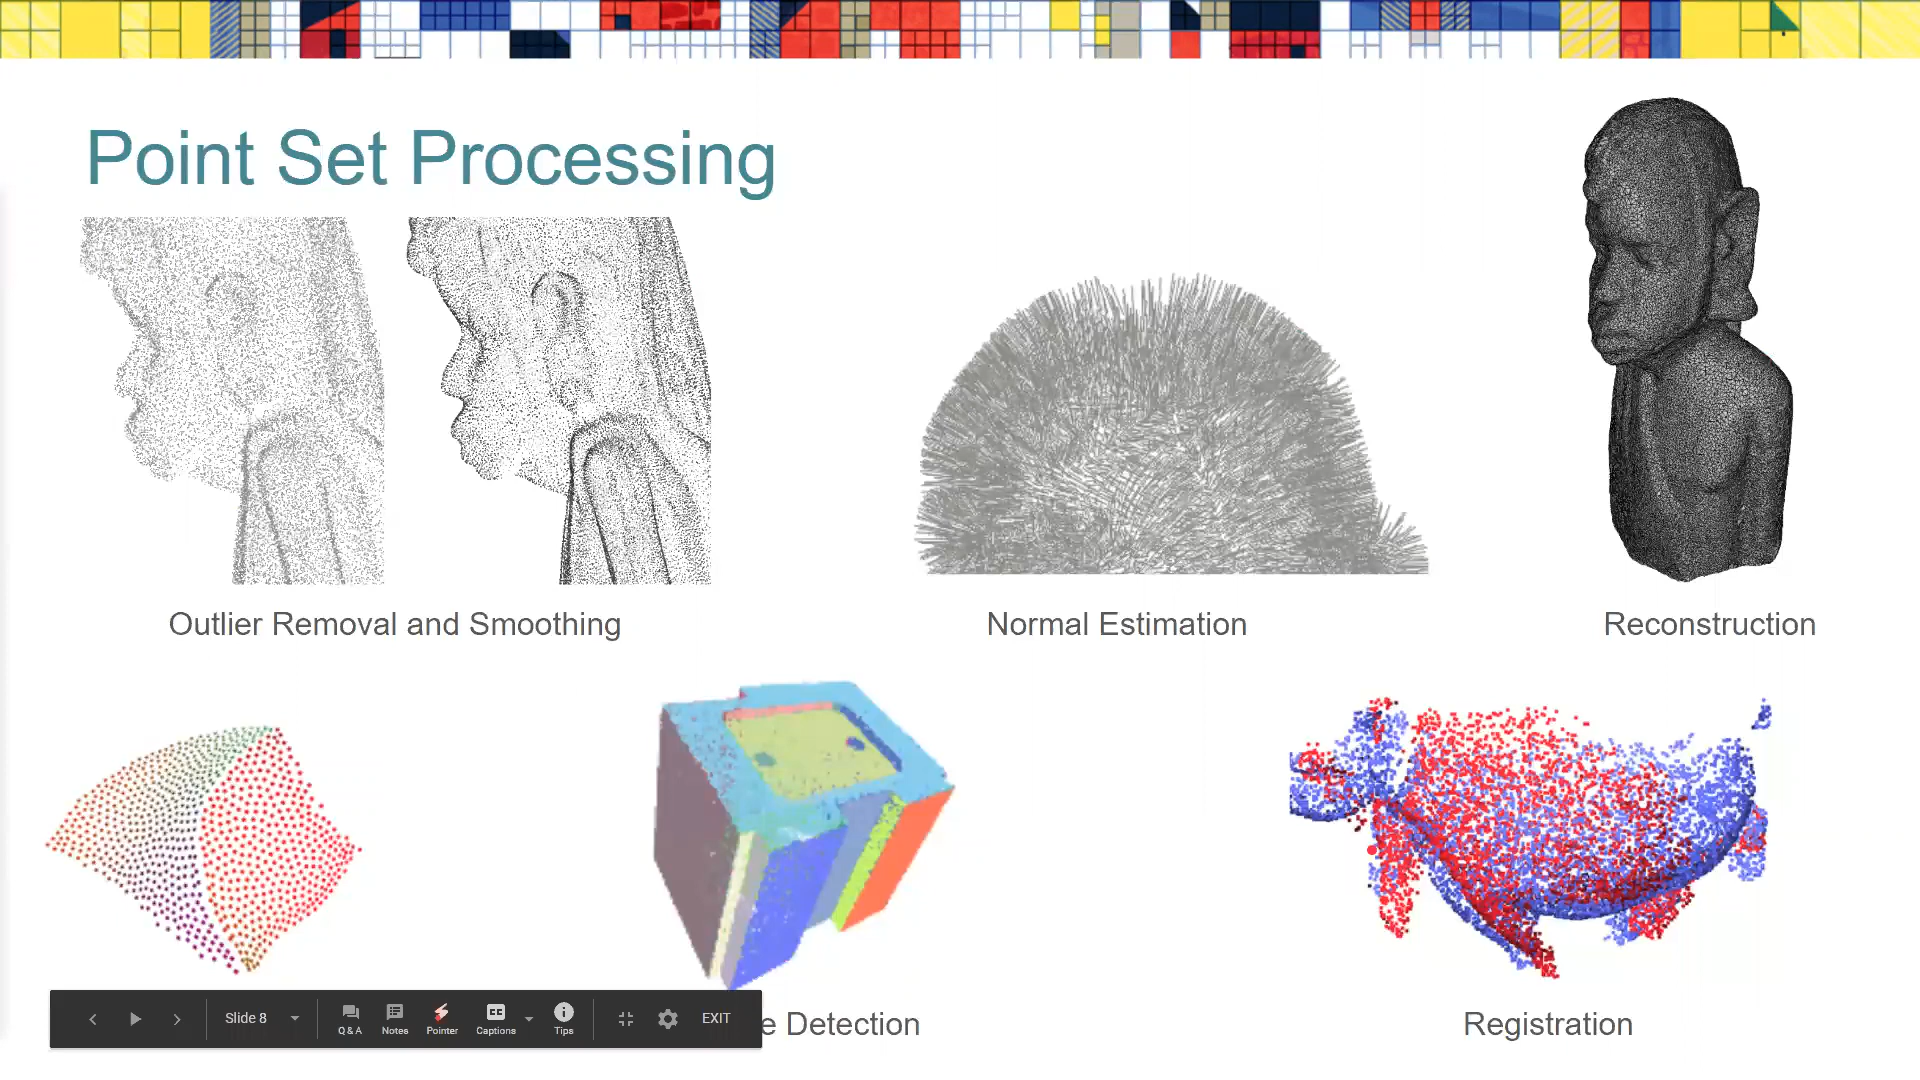 Point Set Processing
Outlier Removal and Smoothing
Normal Estimation
Reconstruction
e Detection
Registration
Slide 8
Q & A
Notes
Pointer
CC
Captions
Tips
EXIT